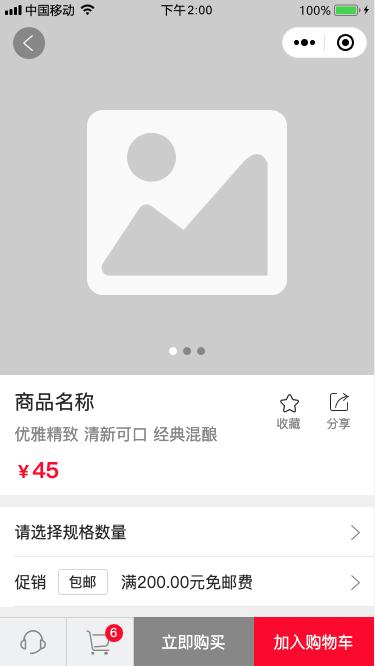 中国移动 下午2:00 100%
商品名称
收藏 分享
优雅精致 清新可口 经典混酿
¥45
请选择规格数量
促销 包邮 满200.00元免邮费
6
立即购买 加入购物车